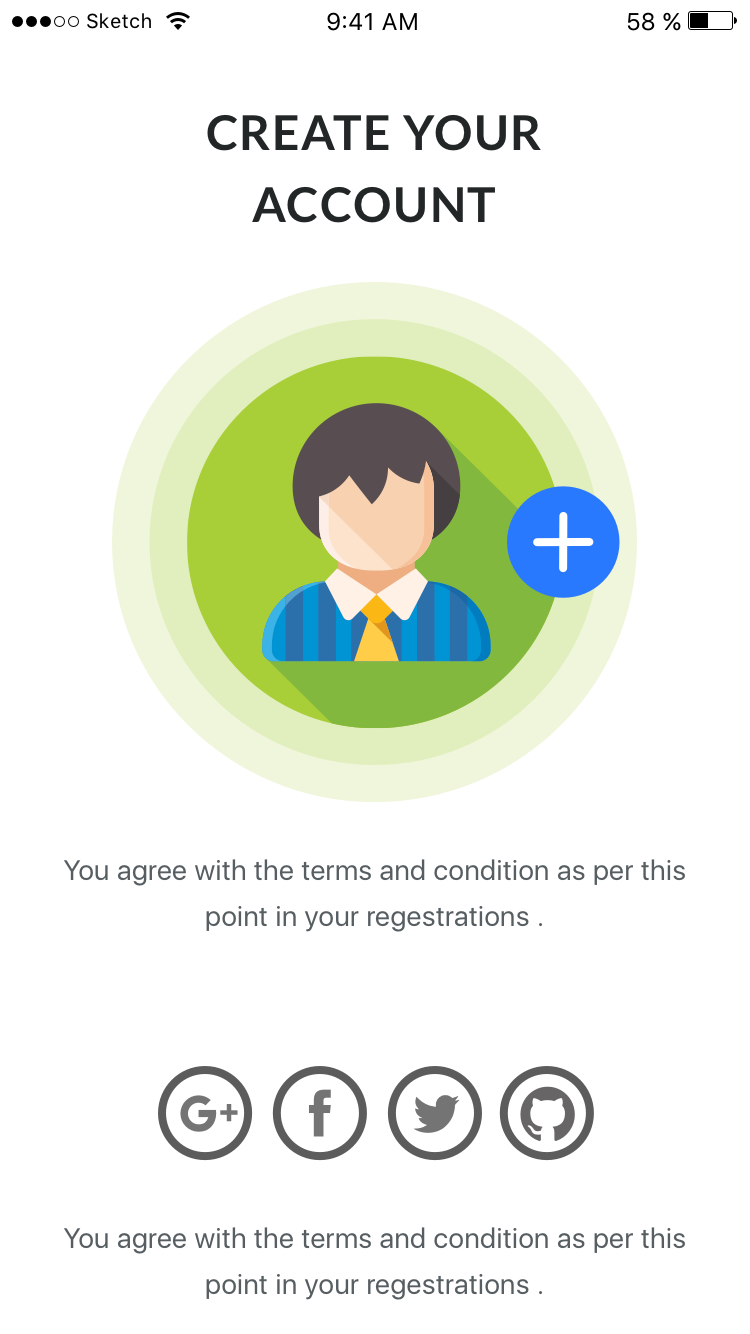 Sketch 9:41 AM 58 %
CREATE YOUR
ACCOUNT
You agree with the terms and condition as per this
point in your regestrations .
G+ f
You agree with the terms and condition as per this
point in your regestrations .